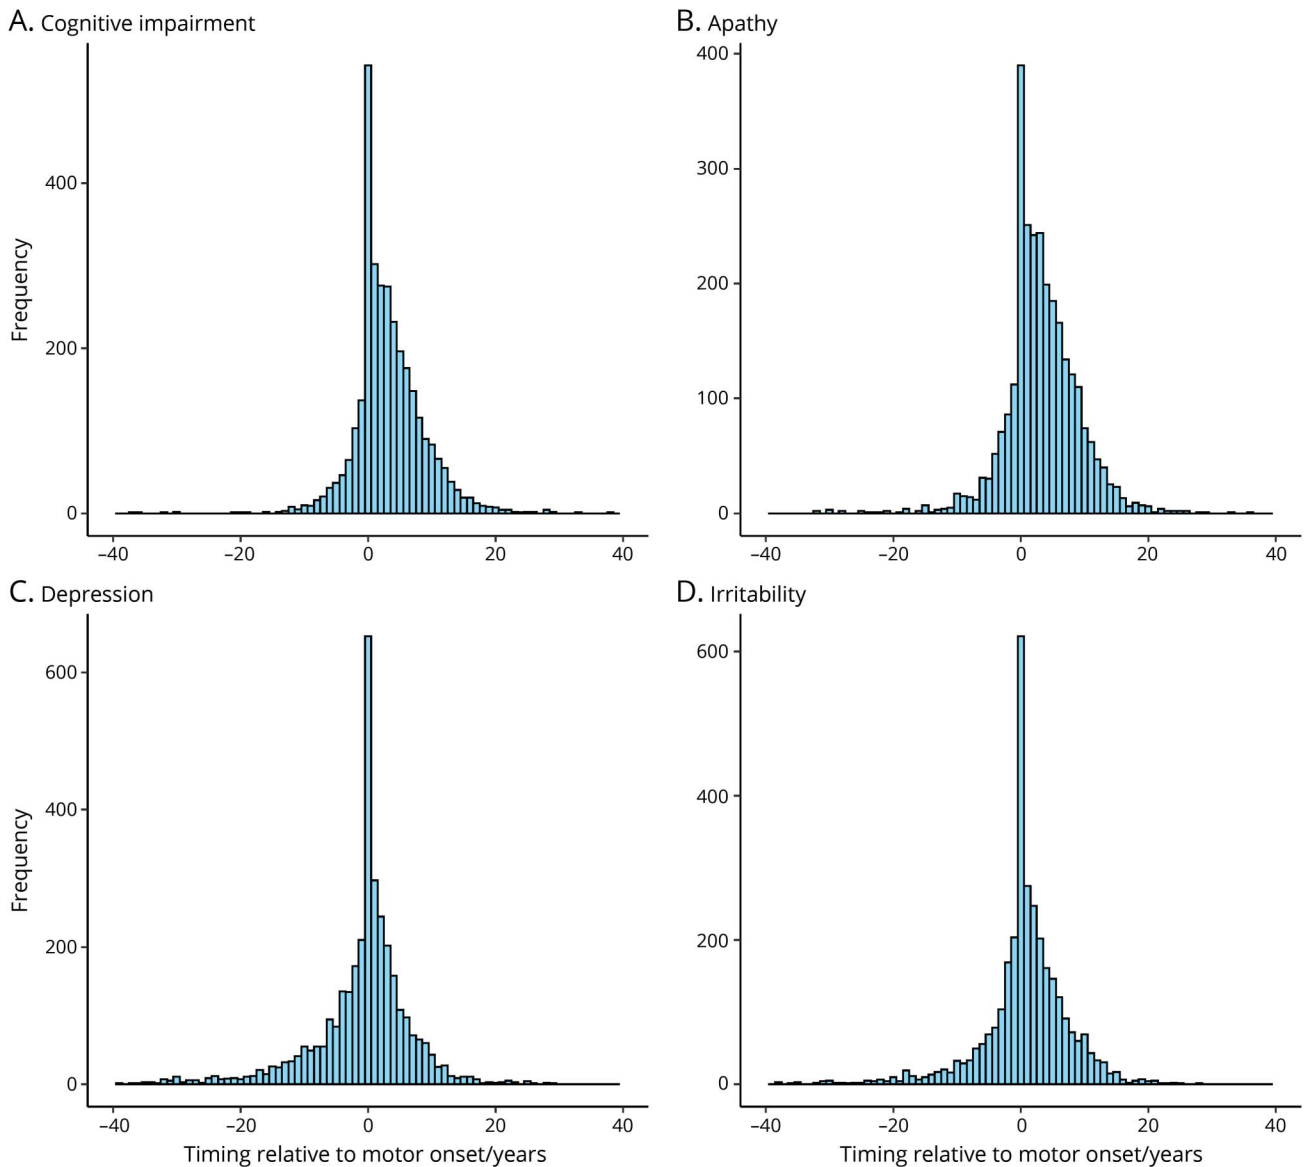 A. Cognitive impairment
Frequency
400
200
0
–40 –20 0 20 40
B. Apathy
400
300
200
100
0
–40 –20 0 20 40
C. Depression
Frequency
600
400
200
0
–40 –20 0 20 40
Timing relative to motor onset/years
D. Irritability
600
400
200
0
–40 –20 0 20 40
Timing relative to motor onset/years